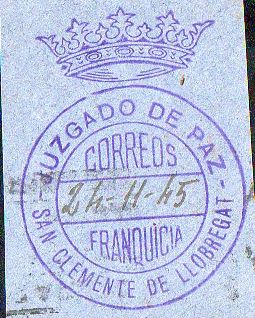 JUZGADO DE PAZ
CORREOS
24-11-45
FRANQUICIA
SAN CLEMENTE DE LLOBREGAT